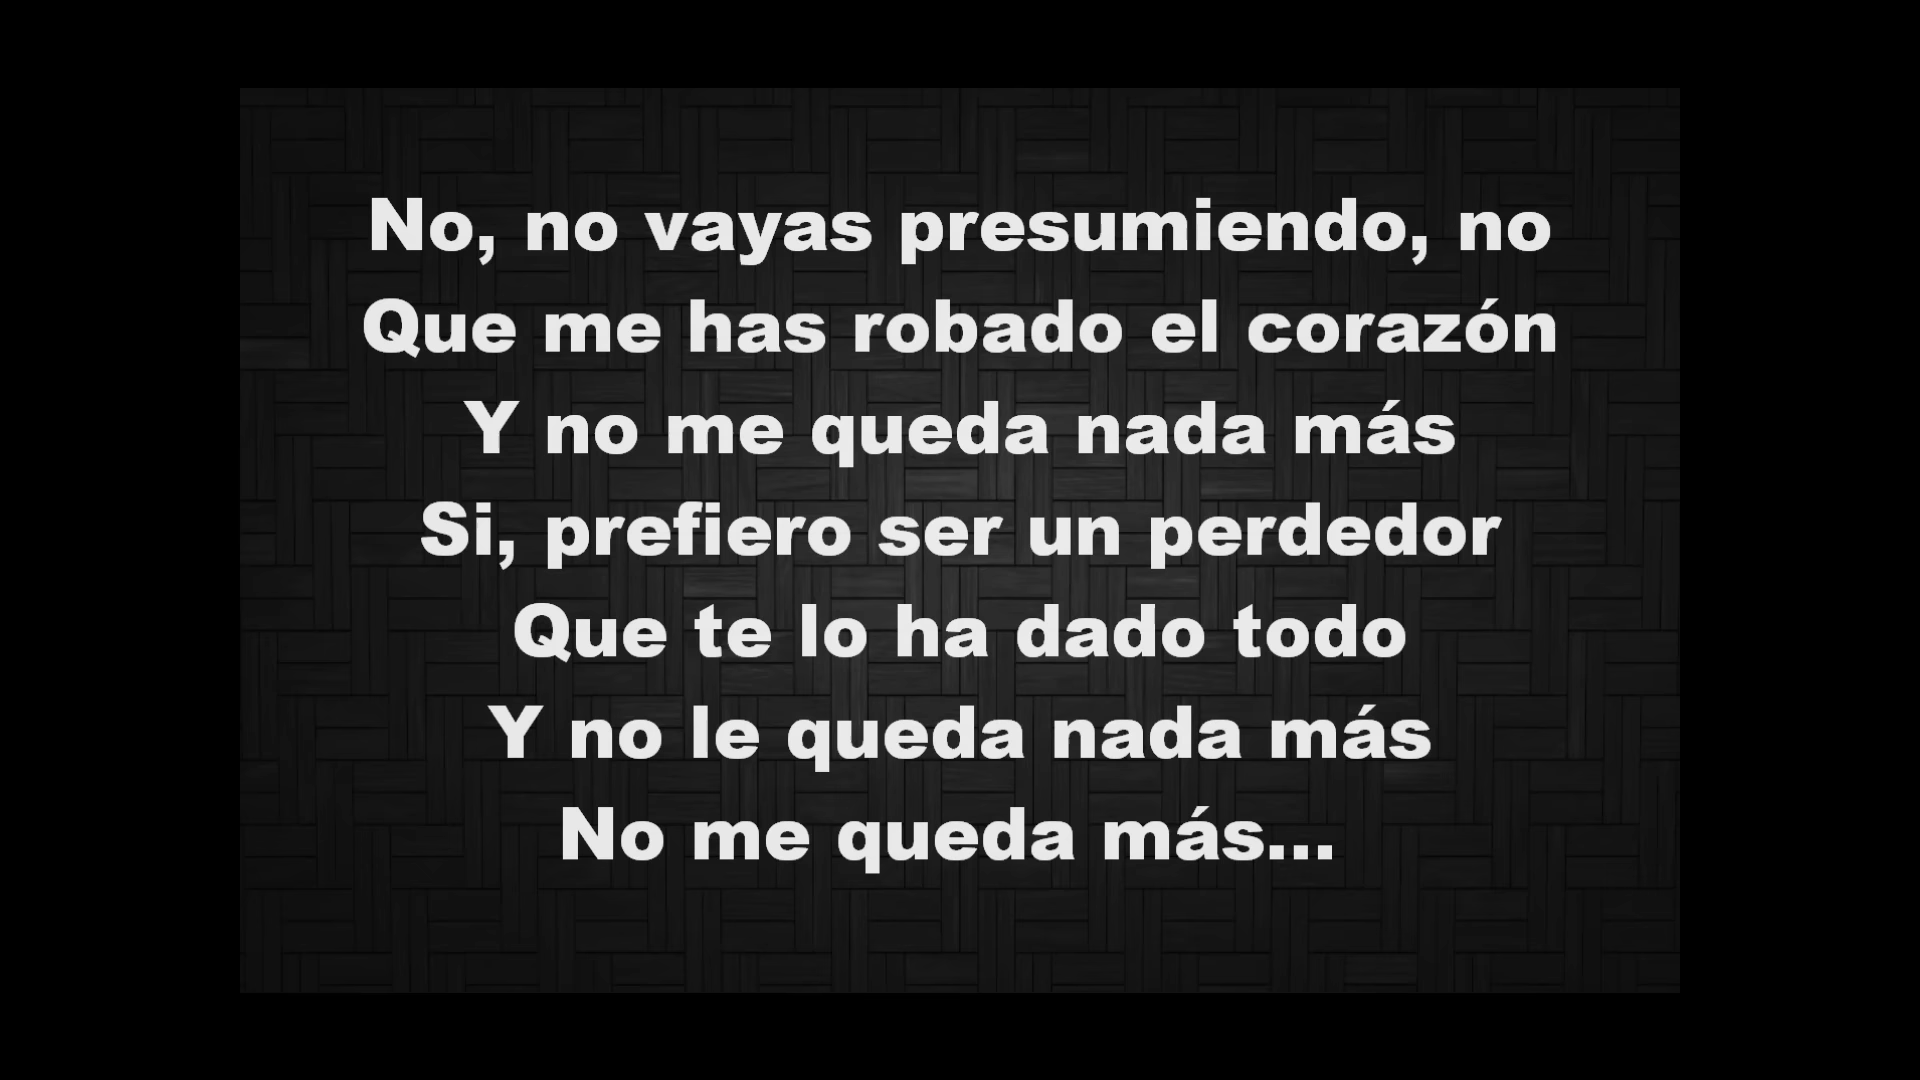 No, no vayas presumiendo, no
Que me has robado el corazón
Y no me queda nada más
Si, prefiero ser un perdedor
Que te lo ha dado todo
Y no le queda nada más
No me queda más...